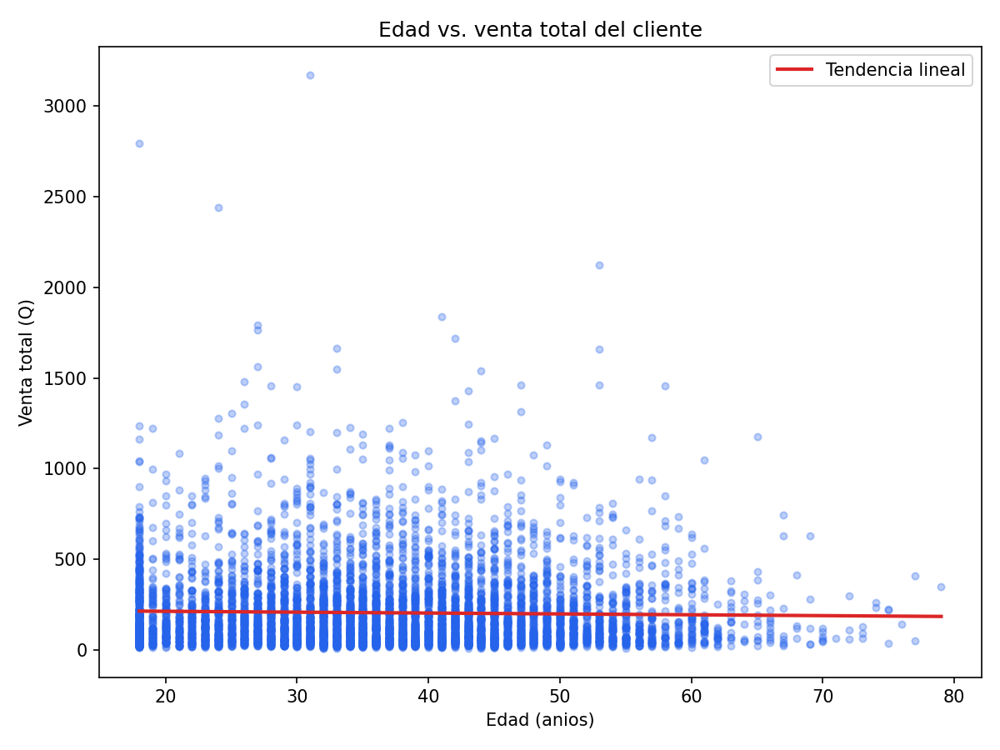 Edad vs. venta total del cliente
Tendencia lineal
Venta total (Q)
3000
2500
2000
1500
1000
500
0
20 30 40 50 60 70 80
Edad (anios)